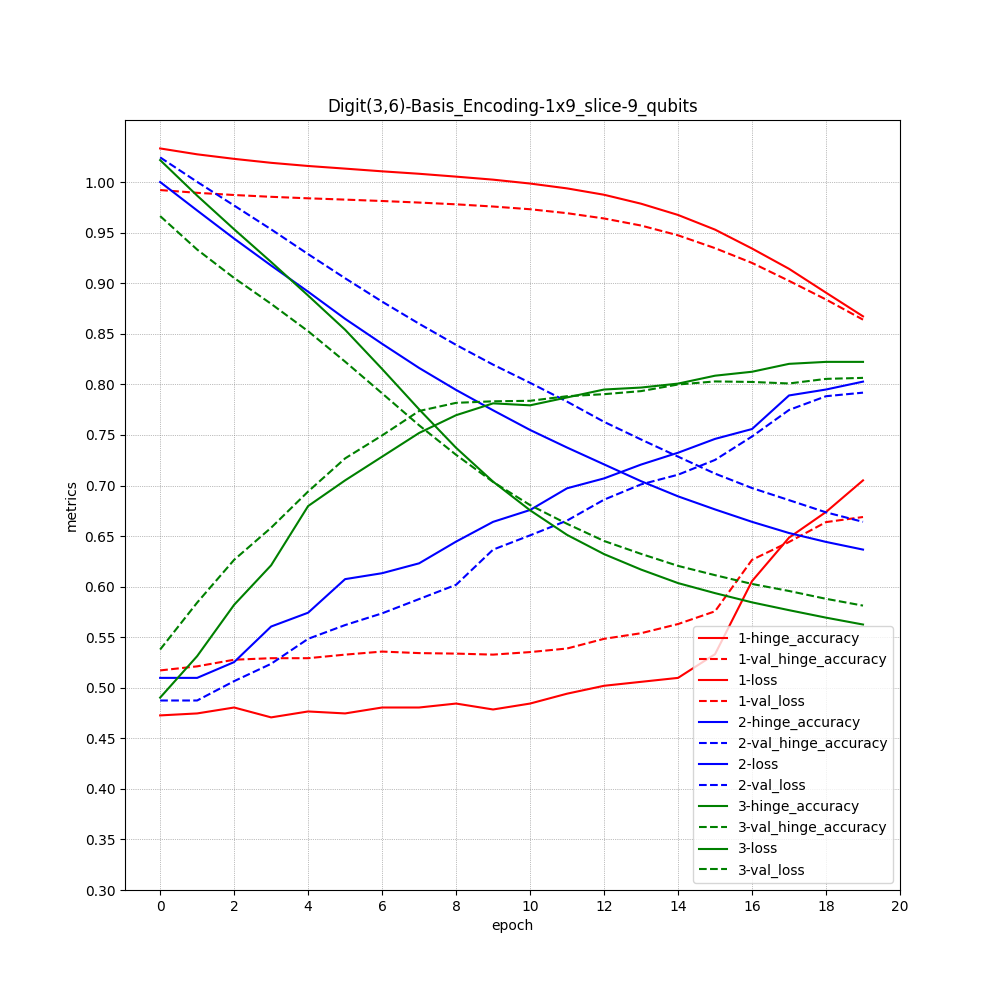 Digit(3,6)-Basis_Encoding-1x9_slice-9_qubits
metrics
1.00
0.95
0.90
0.85
0.80
0.75
0.70
0.65
0.60
0.55
0.50
0.45
0.40
0.35
0.30
1-hinge_accuracy
1-val_hinge_accuracy
1-loss
1-val_loss
2-hinge_accuracy
2-val_hinge_accuracy
2-loss
2-val_loss
3-hinge_accuracy
3-val_hinge_accuracy
3-loss
3-val_loss
0 2 4 6 8 10 12 14 16 18 20
epoch